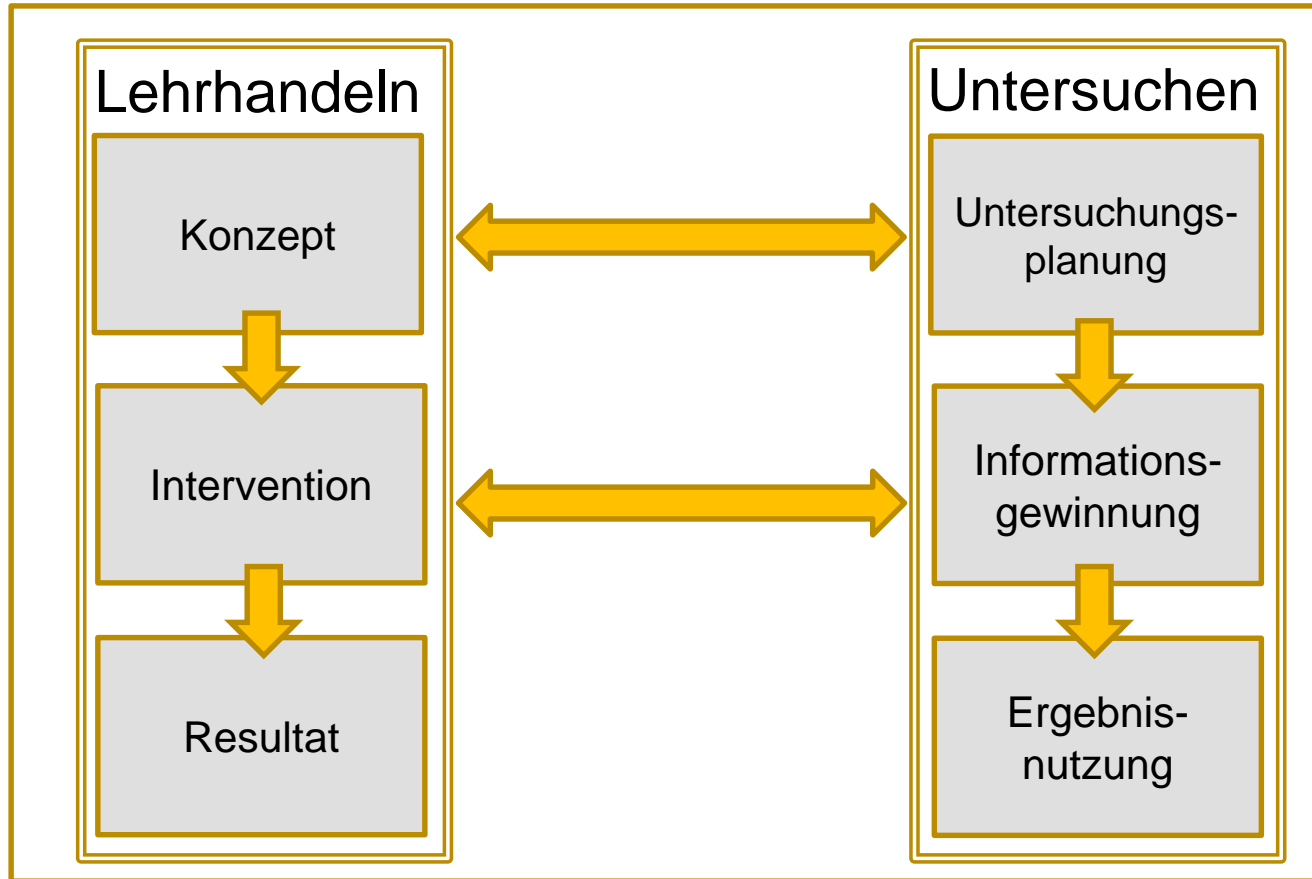 Lehrhandeln
Konzept
Intervention
Resultat
Untersuchen
Untersuchungs-
planung
Informations-
gewinnung
Ergebnis-
nutzung